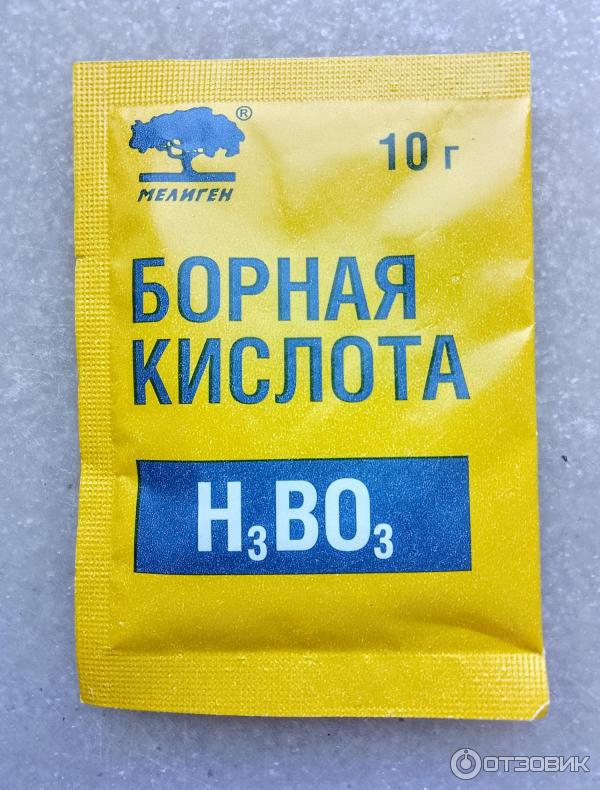 ®
10 г
МЕЛИГЕН
БОРНАЯ
КИСЛОТА
H₃BO₃
ОТЗОВИК